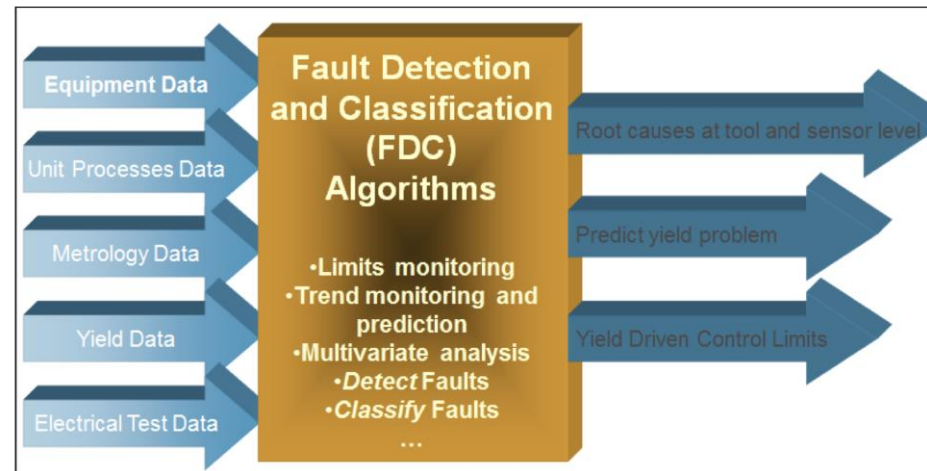 Equipment Data
Unit Processes Data
Metrology Data
Yield Data
Electrical Test Data
Fault Detection
and Classification
(FDC)
Algorithms
•Limits monitoring
•Trend monitoring and
prediction
•Multivariate analysis
•Detect Faults
•Classify Faults
...
Root causes at tool and sensor level
Predict yield problem
Yield Driven Control Limits